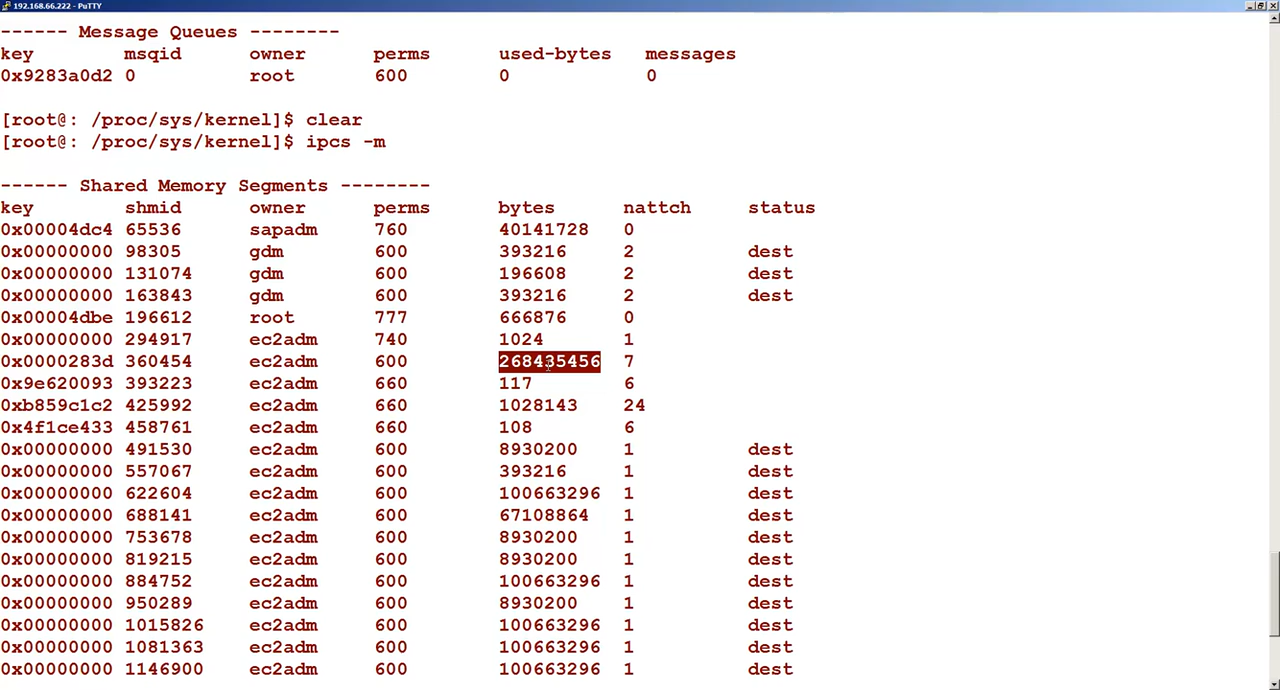 192.168.66.222 - PuTTY
------ Message Queues --------
key        msqid      owner      perms      used-bytes   messages
0x9283a0d2 0          root       600        0            0
[root@: /proc/sys/kernel]$ clear
[root@: /proc/sys/kernel]$ ipcs -m
------ Shared Memory Segments --------
key        shmid      owner      perms      bytes      nattch     status
0x00004dc4 65536      sapadm     760        40141728   0
0x00000000 98305      gdm        600        393216     2          dest
0x00000000 131074     gdm        600        196608     2          dest
0x00000000 163843     gdm        600        393216     2          dest
0x00004dbe 196612     root       777        666876     0
0x00000000 294917     ec2adm     740        1024       1
0x0000283d 360454     ec2adm     600        268435456  7
0x9e620093 393223     ec2adm     660        117        6
0xb859c1c2 425992     ec2adm     660        1028143    24
0x4f1ce433 458761     ec2adm     660        108        6
0x00000000 491530     ec2adm     600        8930200    1          dest
0x00000000 557067     ec2adm     600        393216     1          dest
0x00000000 622604     ec2adm     600        100663296  1          dest
0x00000000 688141     ec2adm     600        67108864   1          dest
0x00000000 753678     ec2adm     600        8930200    1          dest
0x00000000 819215     ec2adm     600        8930200    1          dest
0x00000000 884752     ec2adm     600        100663296  1          dest
0x00000000 950289     ec2adm     600        8930200    1          dest
0x00000000 1015826    ec2adm     600        100663296  1          dest
0x00000000 1081363    ec2adm     600        100663296  1          dest
0x00000000 1146900    ec2adm     600        100663296  1          dest